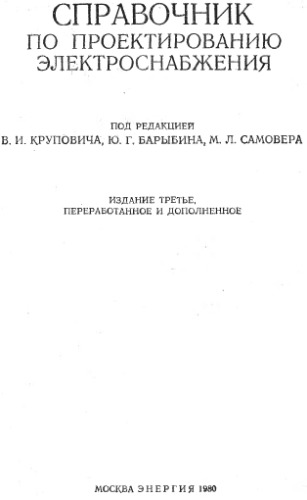 СПРАВОЧНИК
ПО ПРОЕКТИРОВАНИЮ
ЭЛЕКТРОСНАБЖЕНИЯ
ПОД РЕДАКЦИЕЙ
В. И. КРУПОВИЧА, Ю. Г. БАРЫБИНА, М. Л. САМОВЕРА
ИЗДАНИЕ ТРЕТЬЕ,
ПЕРЕРАБОТАННОЕ И ДОПОЛНЕННОЕ
МОСКВА ЭНЕРГИЯ 1980